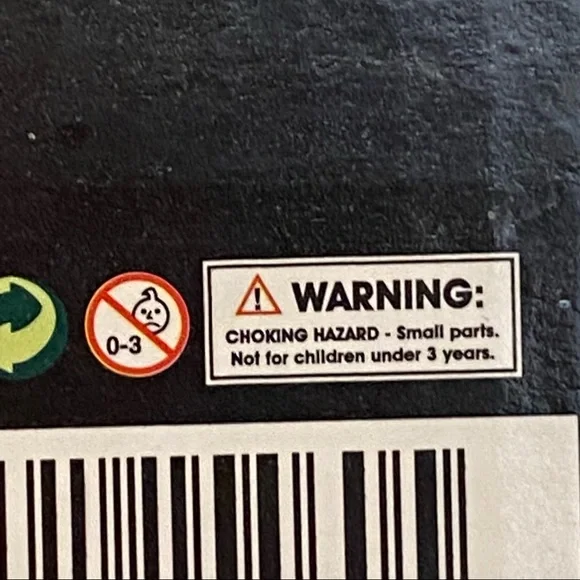 0-3
WARNING:
CHOKING HAZARD - Small parts.
Not for children under 3 years.